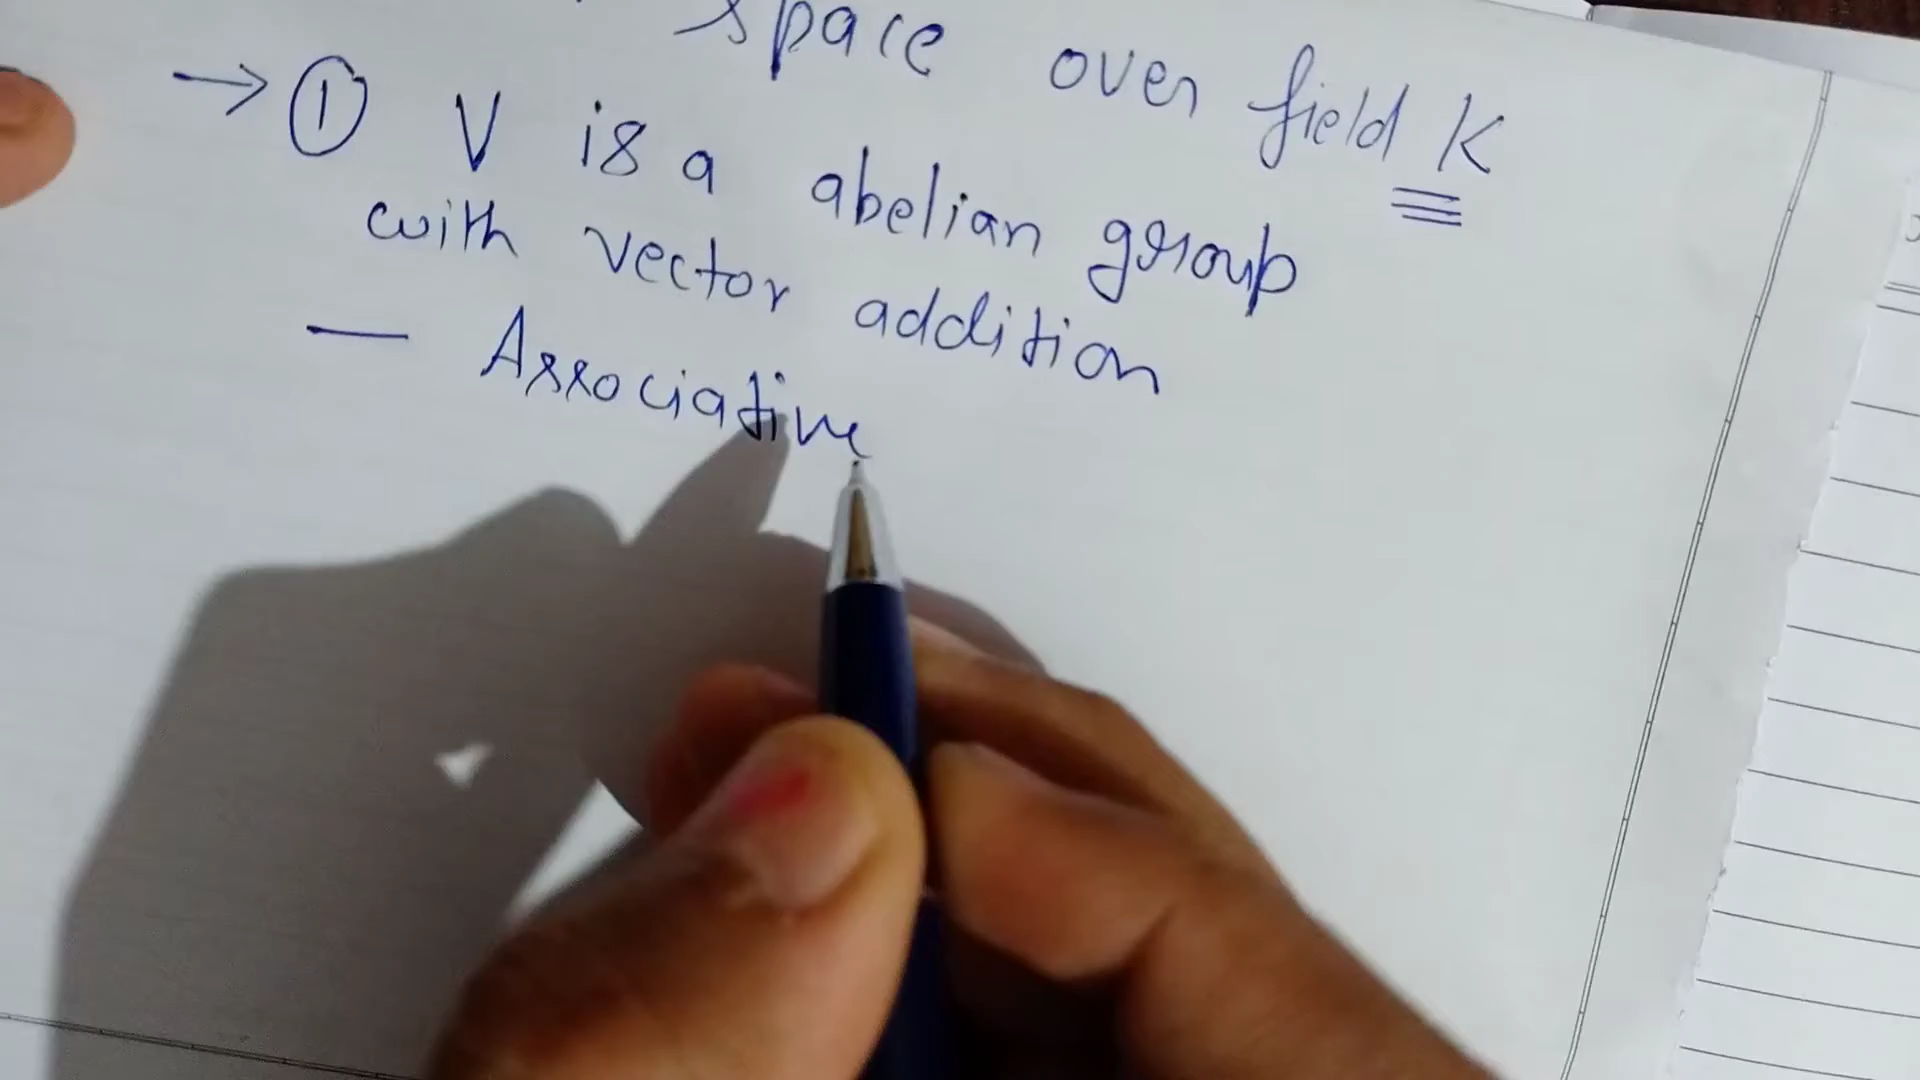 space over field K
→ ① V is a abelian group
with vector addition
— Associative